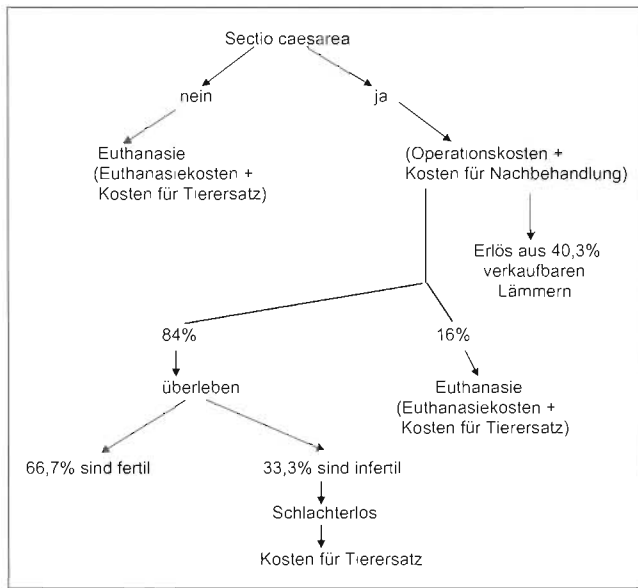 Sectio caesarea
nein
ja
Euthanasie
(Euthanasiekosten +
Kosten für Tierersatz)
(Operationskosten +
Kosten für Nachbehandlung)
Erlös aus 40,3%
verkaufbaren
Lämmern
84%
16%
überleben
Euthanasie
(Euthanasiekosten +
Kosten für Tierersatz)
66,7% sind fertil
33,3% sind infertil
Schlachterlos
Kosten für Tierersatz